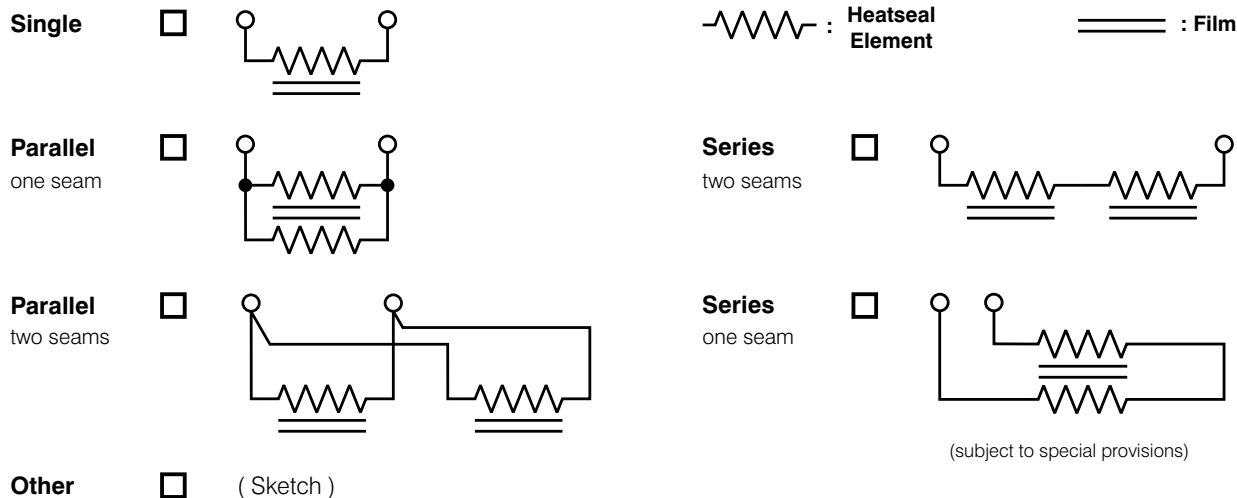 Single
: Heatseal
Element
: Film
Parallel
one seam
Series
two seams
Parallel
two seams
Series
one seam
(subject to special provisions)
Other
( Sketch )